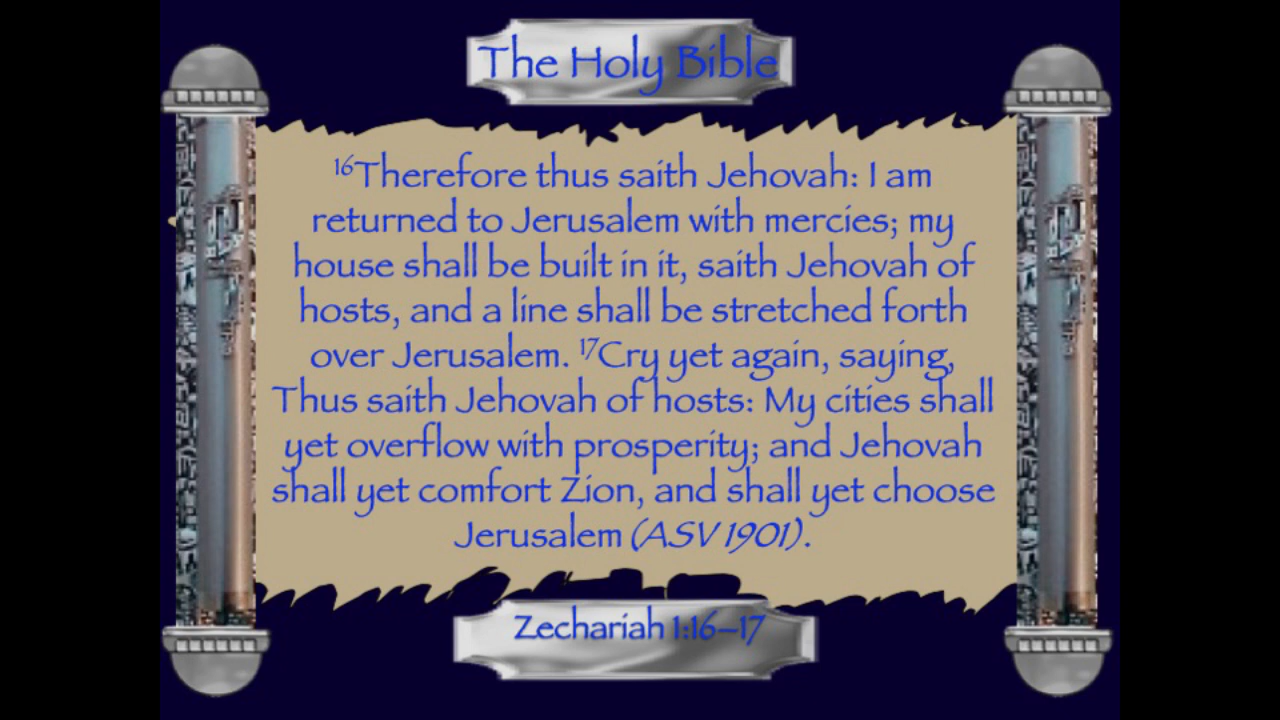 The Holy Bible
16Therefore thus saith Jehovah: I am
returned to Jerusalem with mercies; my
house shall be built in it, saith Jehovah of
hosts, and a line shall be stretched forth
over Jerusalem. 17Cry yet again, saying,
Thus saith Jehovah of hosts: My cities shall
yet overflow with prosperity; and Jehovah
shall yet comfort Zion, and shall yet choose
Jerusalem (ASV 1901).
Zechariah 1:16–17